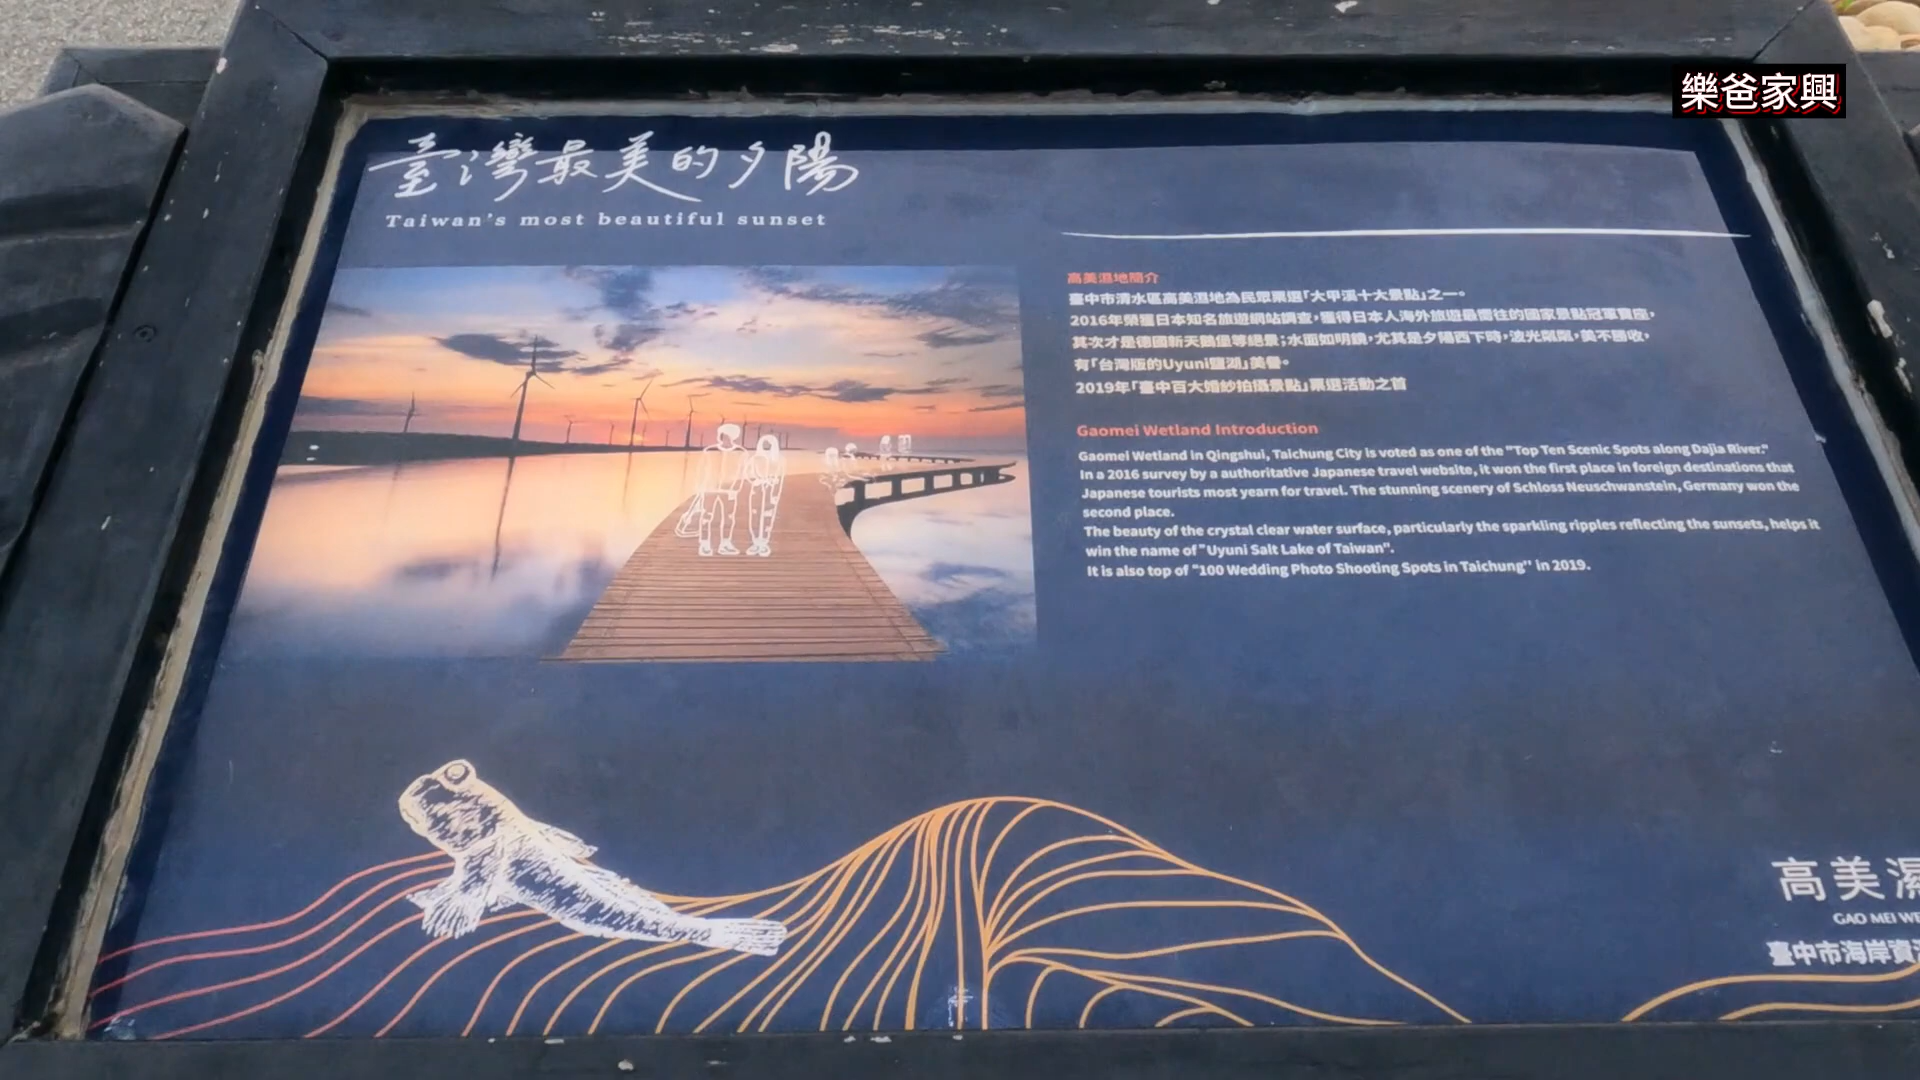 樂爸家興
臺灣最美的夕陽
Taiwan's most beautiful sunset
高美濕地簡介
臺中市清水區高美濕地為民眾票選「大甲溪十大景點」之一。
2016年榮獲日本知名旅遊網站調查，獲得日本人海外旅遊最嚮往的國家景點冠軍寶座，
其次才是德國新天鵝堡等絕景；水面如明鏡，尤其是夕陽西下時，波光粼粼，美不勝收，
有「台灣版的Uyuni鹽湖」美譽。
2019年「臺中百大婚紗拍攝景點」票選活動之首
Gaomei Wetland Introduction
Gaomei Wetland in Qingshui, Taichung City is voted as one of the "Top Ten Scenic Spots along Dajia River."
In a 2016 survey by a authoritative Japanese travel website, it won the first place in foreign destinations that
Japanese tourists most yearn for travel. The stunning scenery of Schloss Neuschwanstein, Germany won the
second place.
The beauty of the crystal clear water surface, particularly the sparkling ripples reflecting the sunsets, helps it
win the name of "Uyuni Salt Lake of Taiwan".
It is also top of "100 Wedding Photo Shooting Spots in Taichung" in 2019.
高美濕
GAO MEI WE
臺中市海岸資